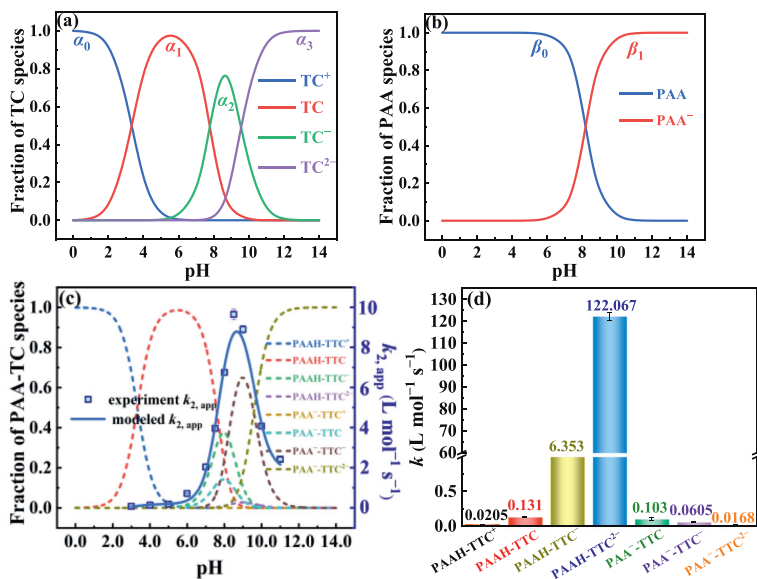 (a)
Fraction of TC species
1.0
0.8
0.6
0.4
0.2
0.0
α0
α1
α2
α3
TC⁺
TC
TC⁻
TC²⁻
0 2 4 6 8 10 12 14
pH
(b)
Fraction of PAA species
1.0
0.8
0.6
0.4
0.2
0.0
β0
β1
PAA
PAA⁻
0 2 4 6 8 10 12 14
pH
(c)
Fraction of PAA-TC species
1.0
0.8
0.6
0.4
0.2
0.0
experiment k2, app
modeled k2, app
PAAH-TTC⁺
PAAH-TTC
PAAH-TTC⁻
PAAH-TTC²⁻
PAA⁻-TTC⁺
PAA⁻-TTC
PAA⁻-TTC⁻
PAA⁻-TTC²⁻
10
8
6
4
2
0
k2, app (L mol⁻¹ s⁻¹)
0.0 2.0 4.0 6.0 8.0 10.0 12.0 14.0
pH
(d)
k (L mol⁻¹ s⁻¹)
130
120
110
100
90
80
70
60
0.5
0.0
0.0205
0.131
6.353
122.067
0.103
0.0605
0.0168
PAAH-TTC⁺
PAAH-TTC
PAAH-TTC⁻
PAAH-TTC²⁻
PAA⁻-TTC
PAA⁻-TTC⁻
PAA⁻-TTC²⁻